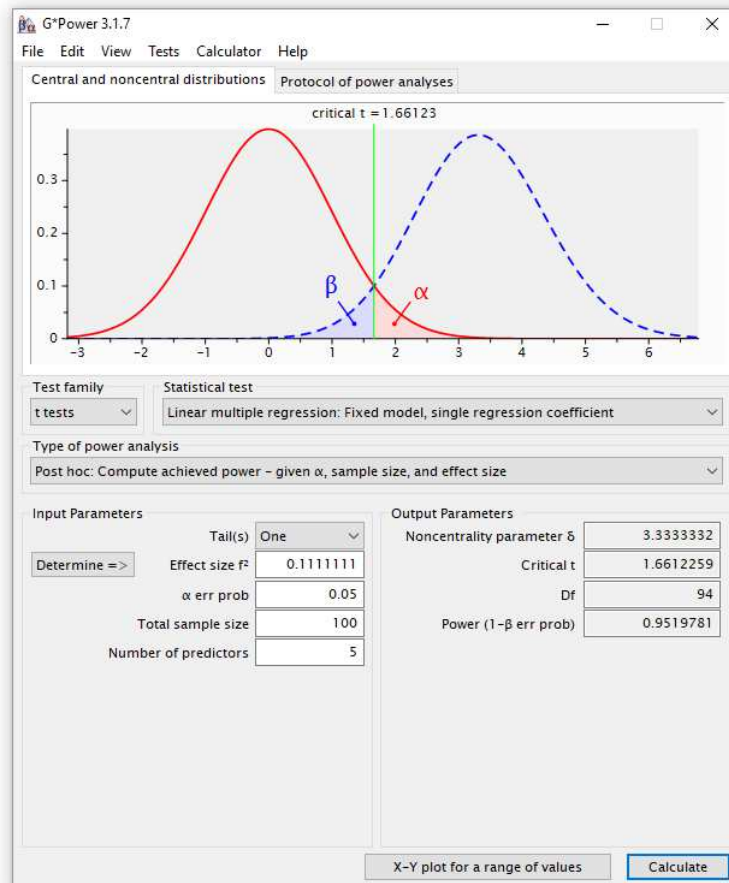 G*Power 3.1.7
File Edit View Tests Calculator Help
Central and noncentral distributions Protocol of power analyses
critical t = 1.66123
0.3
0.2
0.1
0
β
α
-3 -2 -1 0 1 2 3 4 5 6
Test family Statistical test
t tests Linear multiple regression: Fixed model, single regression coefficient
Type of power analysis
Post hoc: Compute achieved power – given α, sample size, and effect size
Input Parameters
Tail(s) One
Determine => Effect size f² 0.1111111
α err prob 0.05
Total sample size 100
Number of predictors 5
Output Parameters
Noncentrality parameter δ 3.3333332
Critical t 1.6612259
Df 94
Power (1-β err prob) 0.9519781
X-Y plot for a range of values Calculate